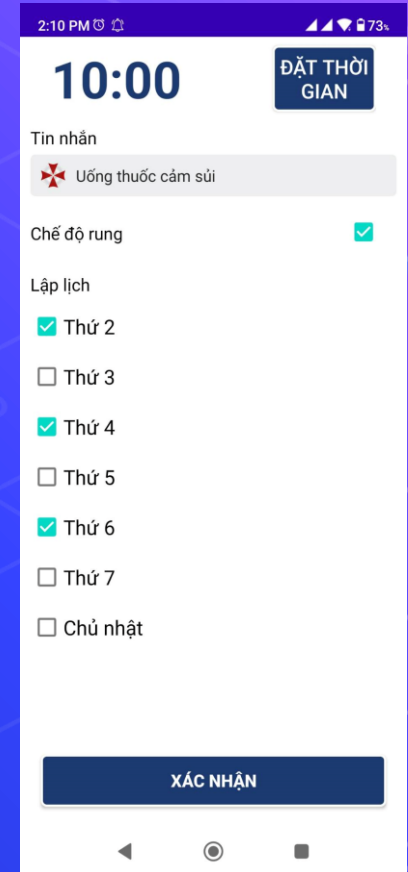 2:10 PM 73%
10:00
ĐẶT THỜI
GIAN
Tin nhắn
Uống thuốc cảm sủi
Chế độ rung
Lập lịch
Thứ 2
Thứ 3
Thứ 4
Thứ 5
Thứ 6
Thứ 7
Chủ nhật
XÁC NHẬN